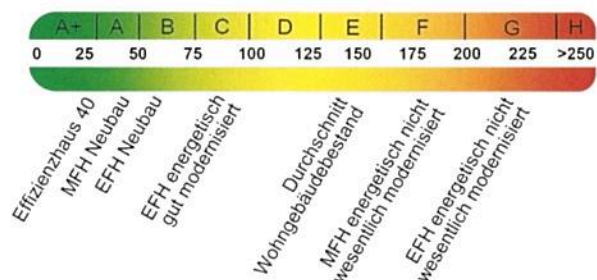 A+ A B C D E F G H
0 25 50 75 100 125 150 175 200 225 >250
Effizienzhaus 40
MFH Neubau
EFH Neubau
EFH energetisch
gut modernisiert
Durchschnitt
Wohngebäudebestand
MFH energetisch nicht
wesentlich modernisiert
EFH energetisch nicht
wesentlich modernisiert